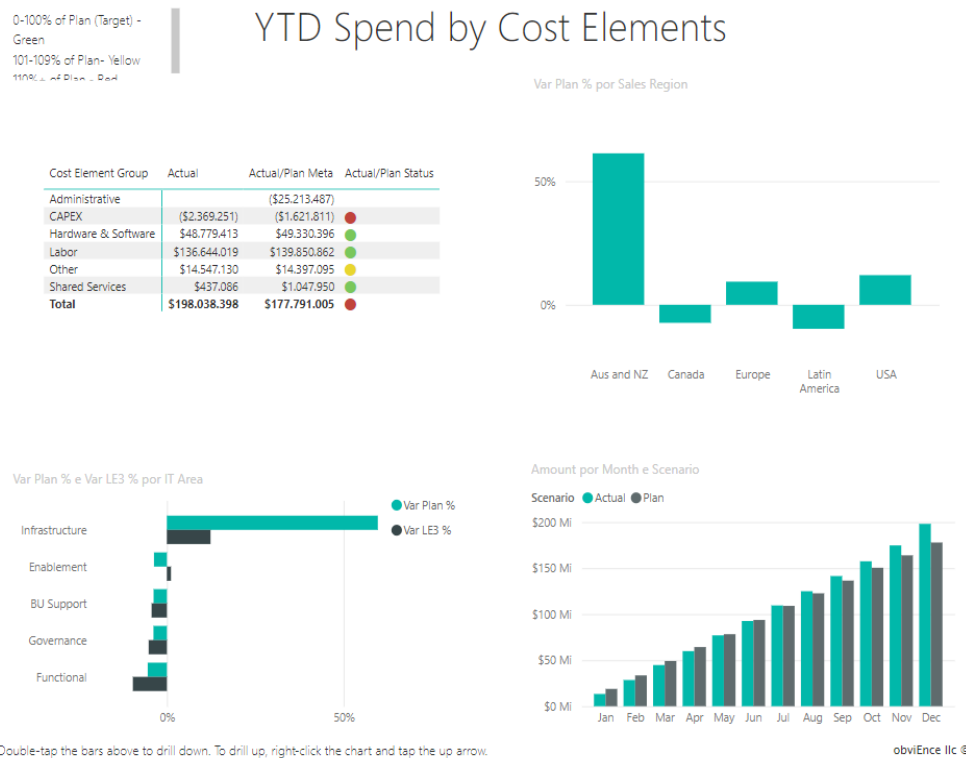 0-100% of Plan (Target) -
Green
101-109% of Plan- Yellow
110%+ of Plan - Red
YTD Spend by Cost Elements
Var Plan % por Sales Region
50%
0%
Aus and NZ Canada Europe Latin America USA
Cost Element Group Actual Actual/Plan Meta Actual/Plan Status
Administrative ($25.213.487)
CAPEX ($2.369.251) ($1.621.811)
Hardware & Software $48.779.413 $49.330.396
Labor $136.644.019 $139.850.862
Other $14.547.130 $14.397.095
Shared Services $437.086 $1.047.950
Total $198.038.398 $177.791.005
Var Plan % e Var LE3 % por IT Area
Var Plan %
Var LE3 %
Infrastructure
Enablement
BU Support
Governance
Functional
0% 50%
Amount por Month e Scenario
Scenario Actual Plan
$200 Mi
$150 Mi
$100 Mi
$50 Mi
$0 Mi
Jan Feb Mar Apr May Jun Jul Aug Sep Oct Nov Dec
Double-tap the bars above to drill down. To drill up, right-click the chart and tap the up arrow.
obviEnce llc ©